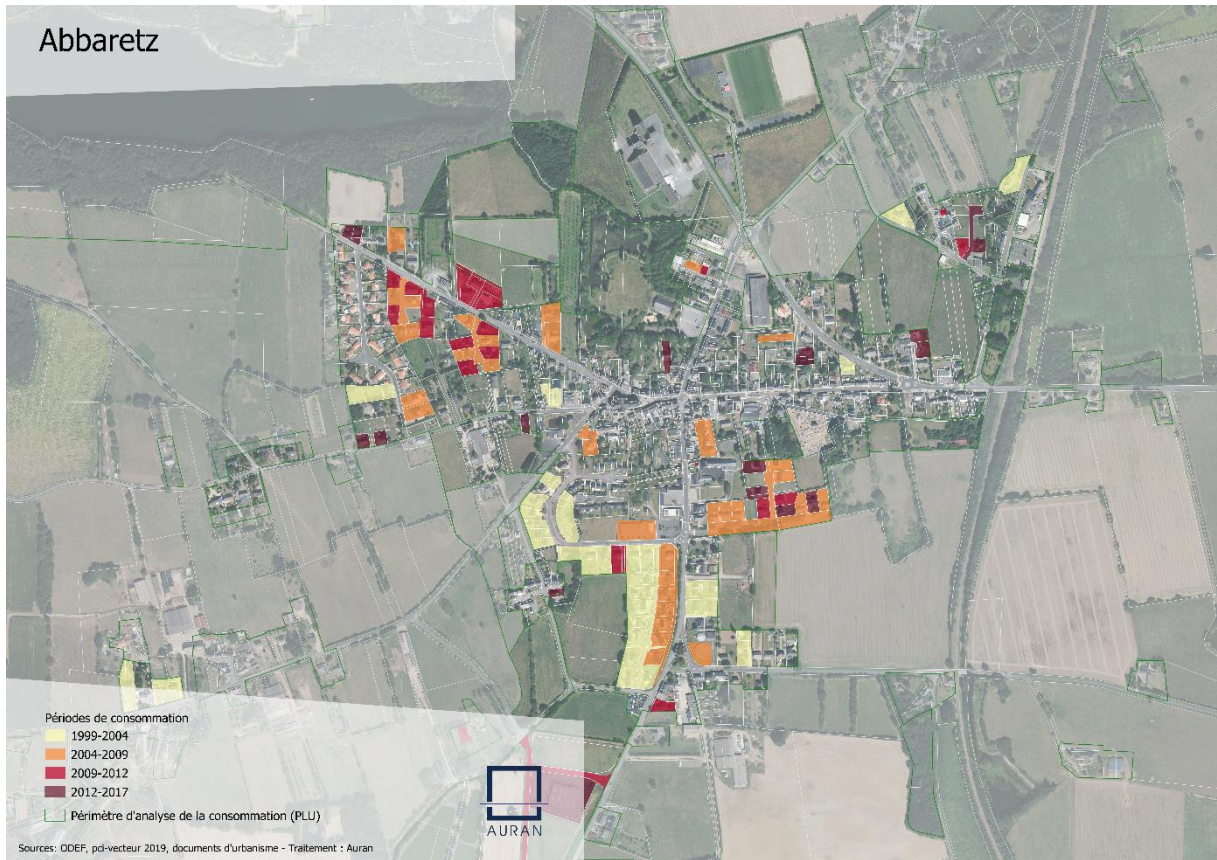 Abbaretz
Périodes de consommation
1999-2004
2004-2009
2009-2012
2012-2017
Périmètre d'analyse de la consommation (PLU)
AURAN
Sources: ODEF, pci-vecteur 2019, documents d'urbanisme - Traitement : Auran